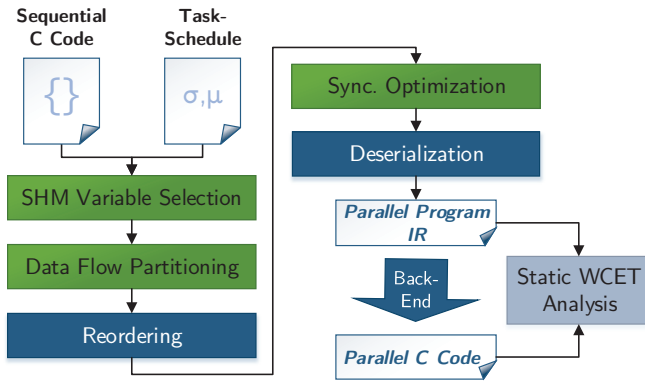 Sequential
C Code
Task-
Schedule
{}
σ,μ
SHM Variable Selection
Data Flow Partitioning
Reordering
Sync. Optimization
Deserialization
Parallel Program
IR
Back-
End
Parallel C Code
Static WCET
Analysis